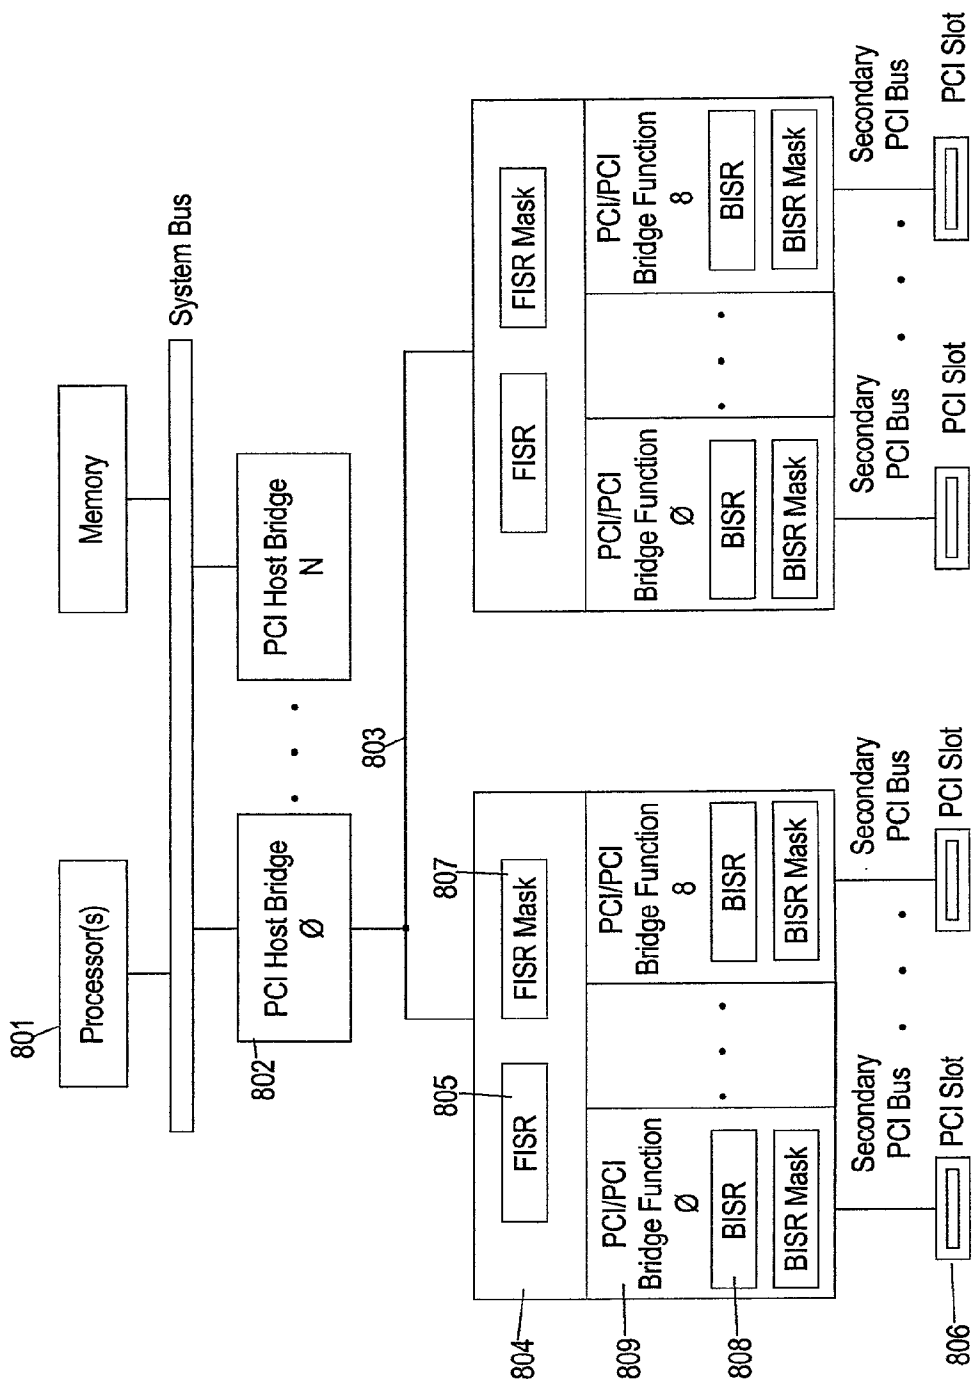 801
Processor(s)
Memory
System Bus
802
PCI Host Bridge
Ø
PCI Host Bridge
N
803
804
805
FISR
807
FISR Mask
FISR
FISR Mask
809
PCI/PCI
Bridge Function
Ø
PCI/PCI
Bridge Function
8
PCI/PCI
Bridge Function
Ø
PCI/PCI
Bridge Function
8
808
BISR
BISR
BISR
BISR
BISR Mask
BISR Mask
BISR Mask
BISR Mask
Secondary
PCI Bus
Secondary
PCI Bus
Secondary
PCI Bus
Secondary
PCI Bus
806
PCI Slot
PCI Slot
PCI Slot
PCI Slot